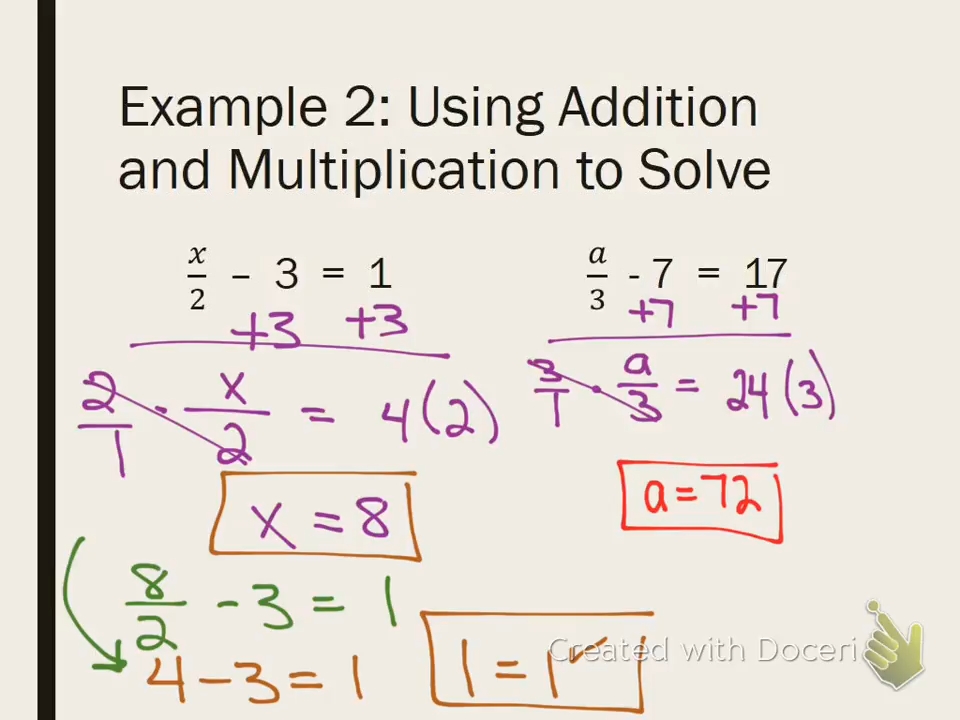 Example 2: Using Addition
and Multiplication to Solve
x/2 – 3 = 1
+3 +3
2/1 · x/2 = 4(2)
x = 8
8/2 - 3 = 1
4 - 3 = 1
1 = 1 ✓
a/3 - 7 = 17
+7 +7
3/1 · a/3 = 24(3)
a = 72
Created with Doceri